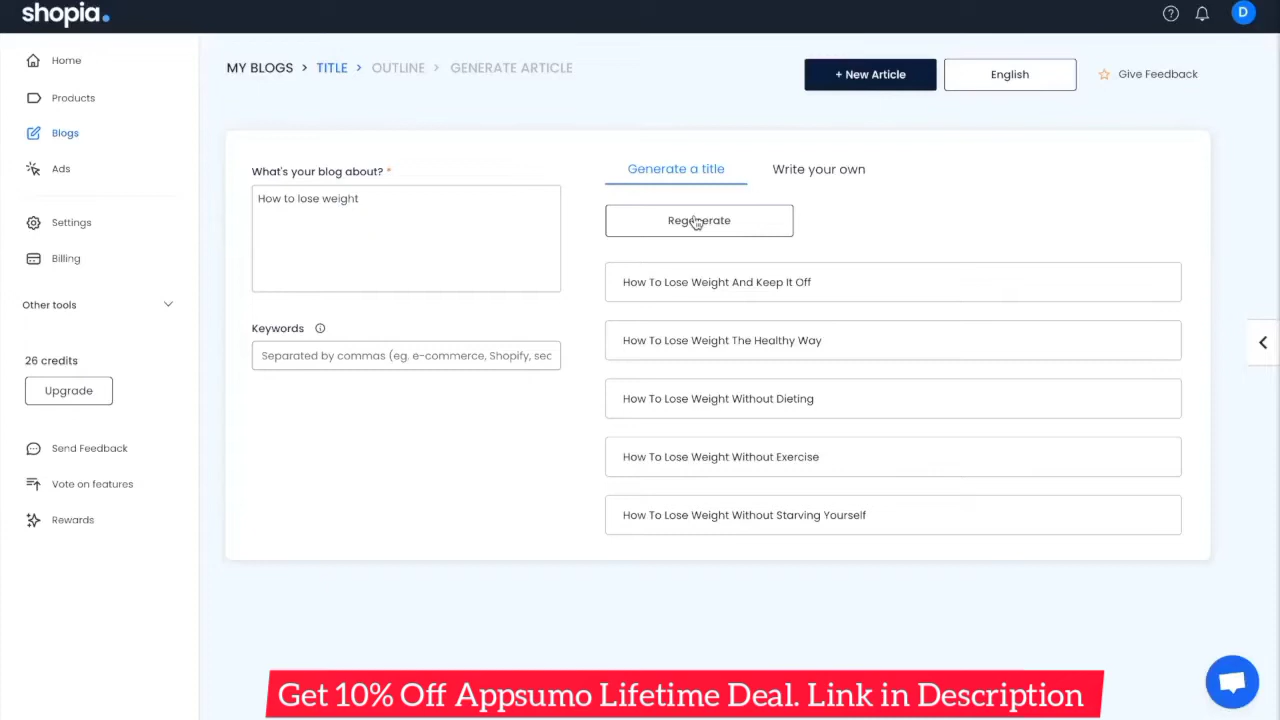 shopia.
D
Home
MY BLOGS > TITLE > OUTLINE > GENERATE ARTICLE
+ New Article
English
Give Feedback
Products
Blogs
Ads
Settings
Billing
Other tools
26 credits
Upgrade
Send Feedback
Vote on features
Rewards
What's your blog about? *
How to lose weight
Keywords
Separated by commas (eg. e-commerce, Shopify, sec
Generate a title
Write your own
Regenerate
How To Lose Weight And Keep It Off
How To Lose Weight The Healthy Way
How To Lose Weight Without Dieting
How To Lose Weight Without Exercise
How To Lose Weight Without Starving Yourself
Get 10% Off Appsumo Lifetime Deal. Link in Description